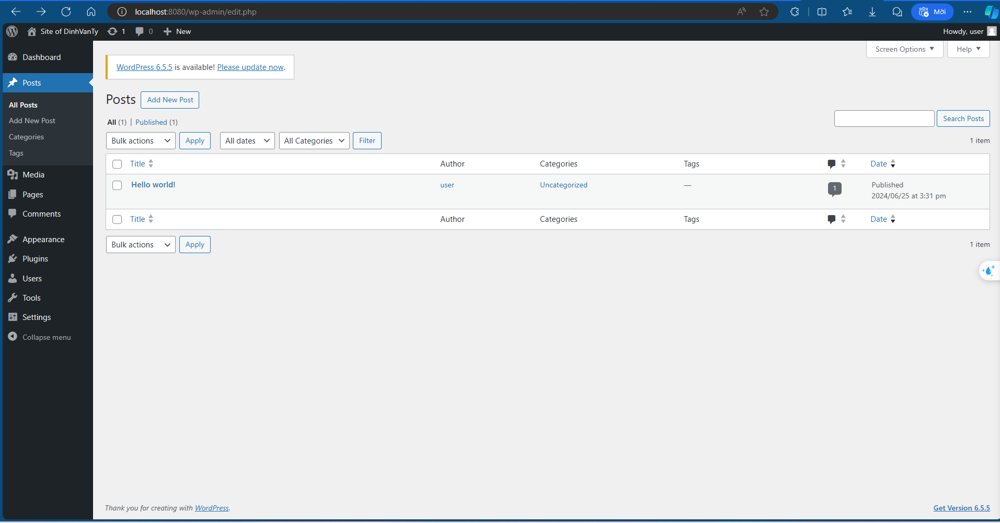 localhost:8080/wp-admin/edit.php
Mời
Site of DinhVanTy 1 0 New Howdy, user
Screen Options Help
Dashboard
Posts
All Posts
Add New Post
Categories
Tags
Media
Pages
Comments
Appearance
Plugins
Users
Tools
Settings
Collapse menu
WordPress 6.5.5 is available! Please update now.
Posts Add New Post
All (1) | Published (1)
Search Posts
Bulk actions Apply All dates All Categories Filter 1 item
Title Author Categories Tags Date
Hello world! user Uncategorized — 1 Published
2024/06/25 at 3:31 pm
Title Author Categories Tags Date
Bulk actions Apply 1 item
Thank you for creating with WordPress. Get Version 6.5.5